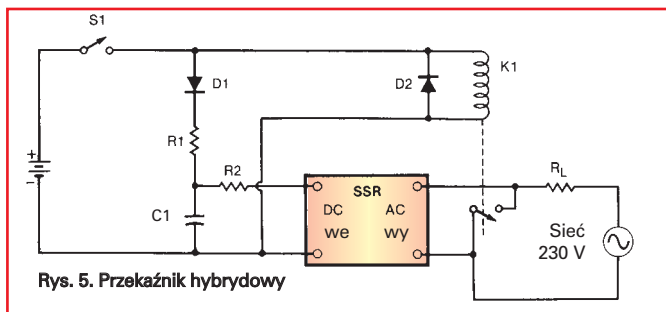 S1
K1
D1
D2
R1
R2
C1
+
−
SSR
DC AC
we wy
RL
Sieć
230 V
Rys. 5. Przekaźnik hybrydowy